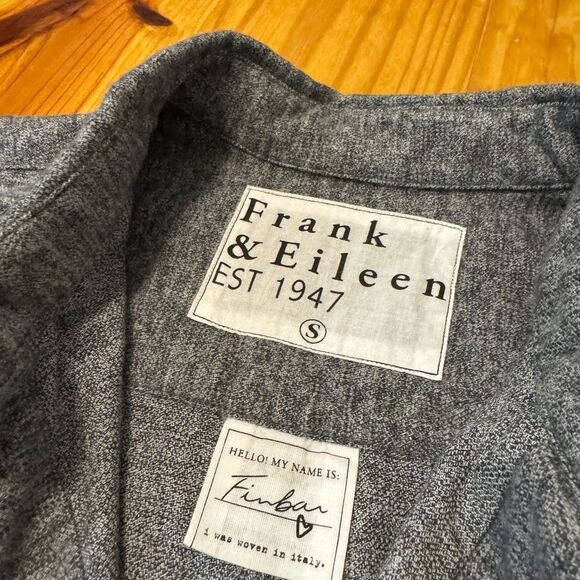 Frank
& Eileen
EST 1947
S
HELLO! MY NAME IS:
Finbar
i was woven in italy.